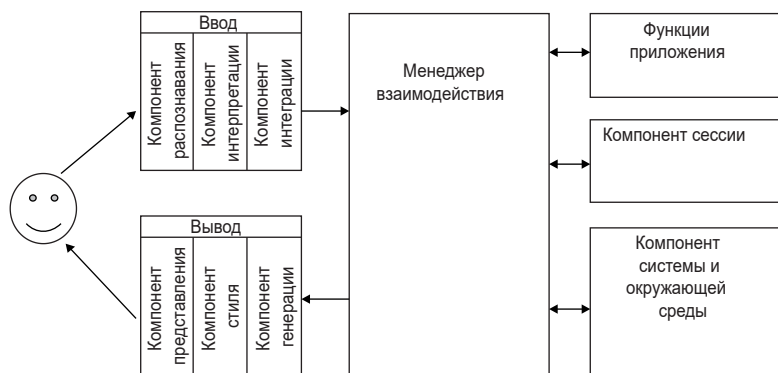 Ввод
Компонент
распознавания
Компонент
интерпретации
Компонент
интеграции
Вывод
Компонент
представления
Компонент
стиля
Компонент
генерации
Менеджер
взаимодействия
Функции
приложения
Компонент сессии
Компонент
системы и
окружающей
среды